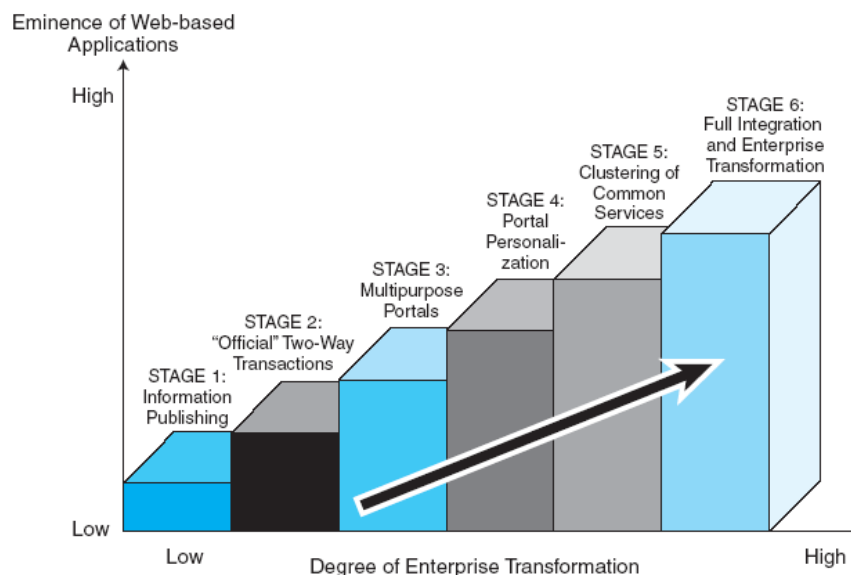 Eminence of Web-based
Applications
High
STAGE 6:
Full Integration
and Enterprise
Transformation
STAGE 5:
Clustering of
Common
Services
STAGE 4:
Portal
Personali-
zation
STAGE 3:
Multipurpose
Portals
STAGE 2:
“Official” Two-Way
Transactions
STAGE 1:
Information
Publishing
Low
Low
Degree of Enterprise Transformation
High